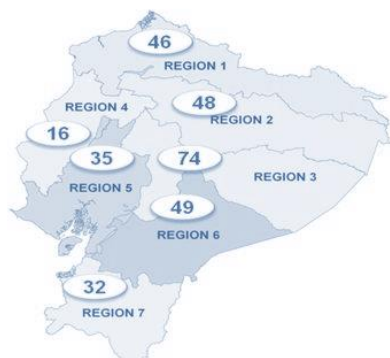 46
REGION 1
REGION 4
48
REGION 2
16
35
74
REGION 3
REGION 5
49
REGION 6
32
REGION 7